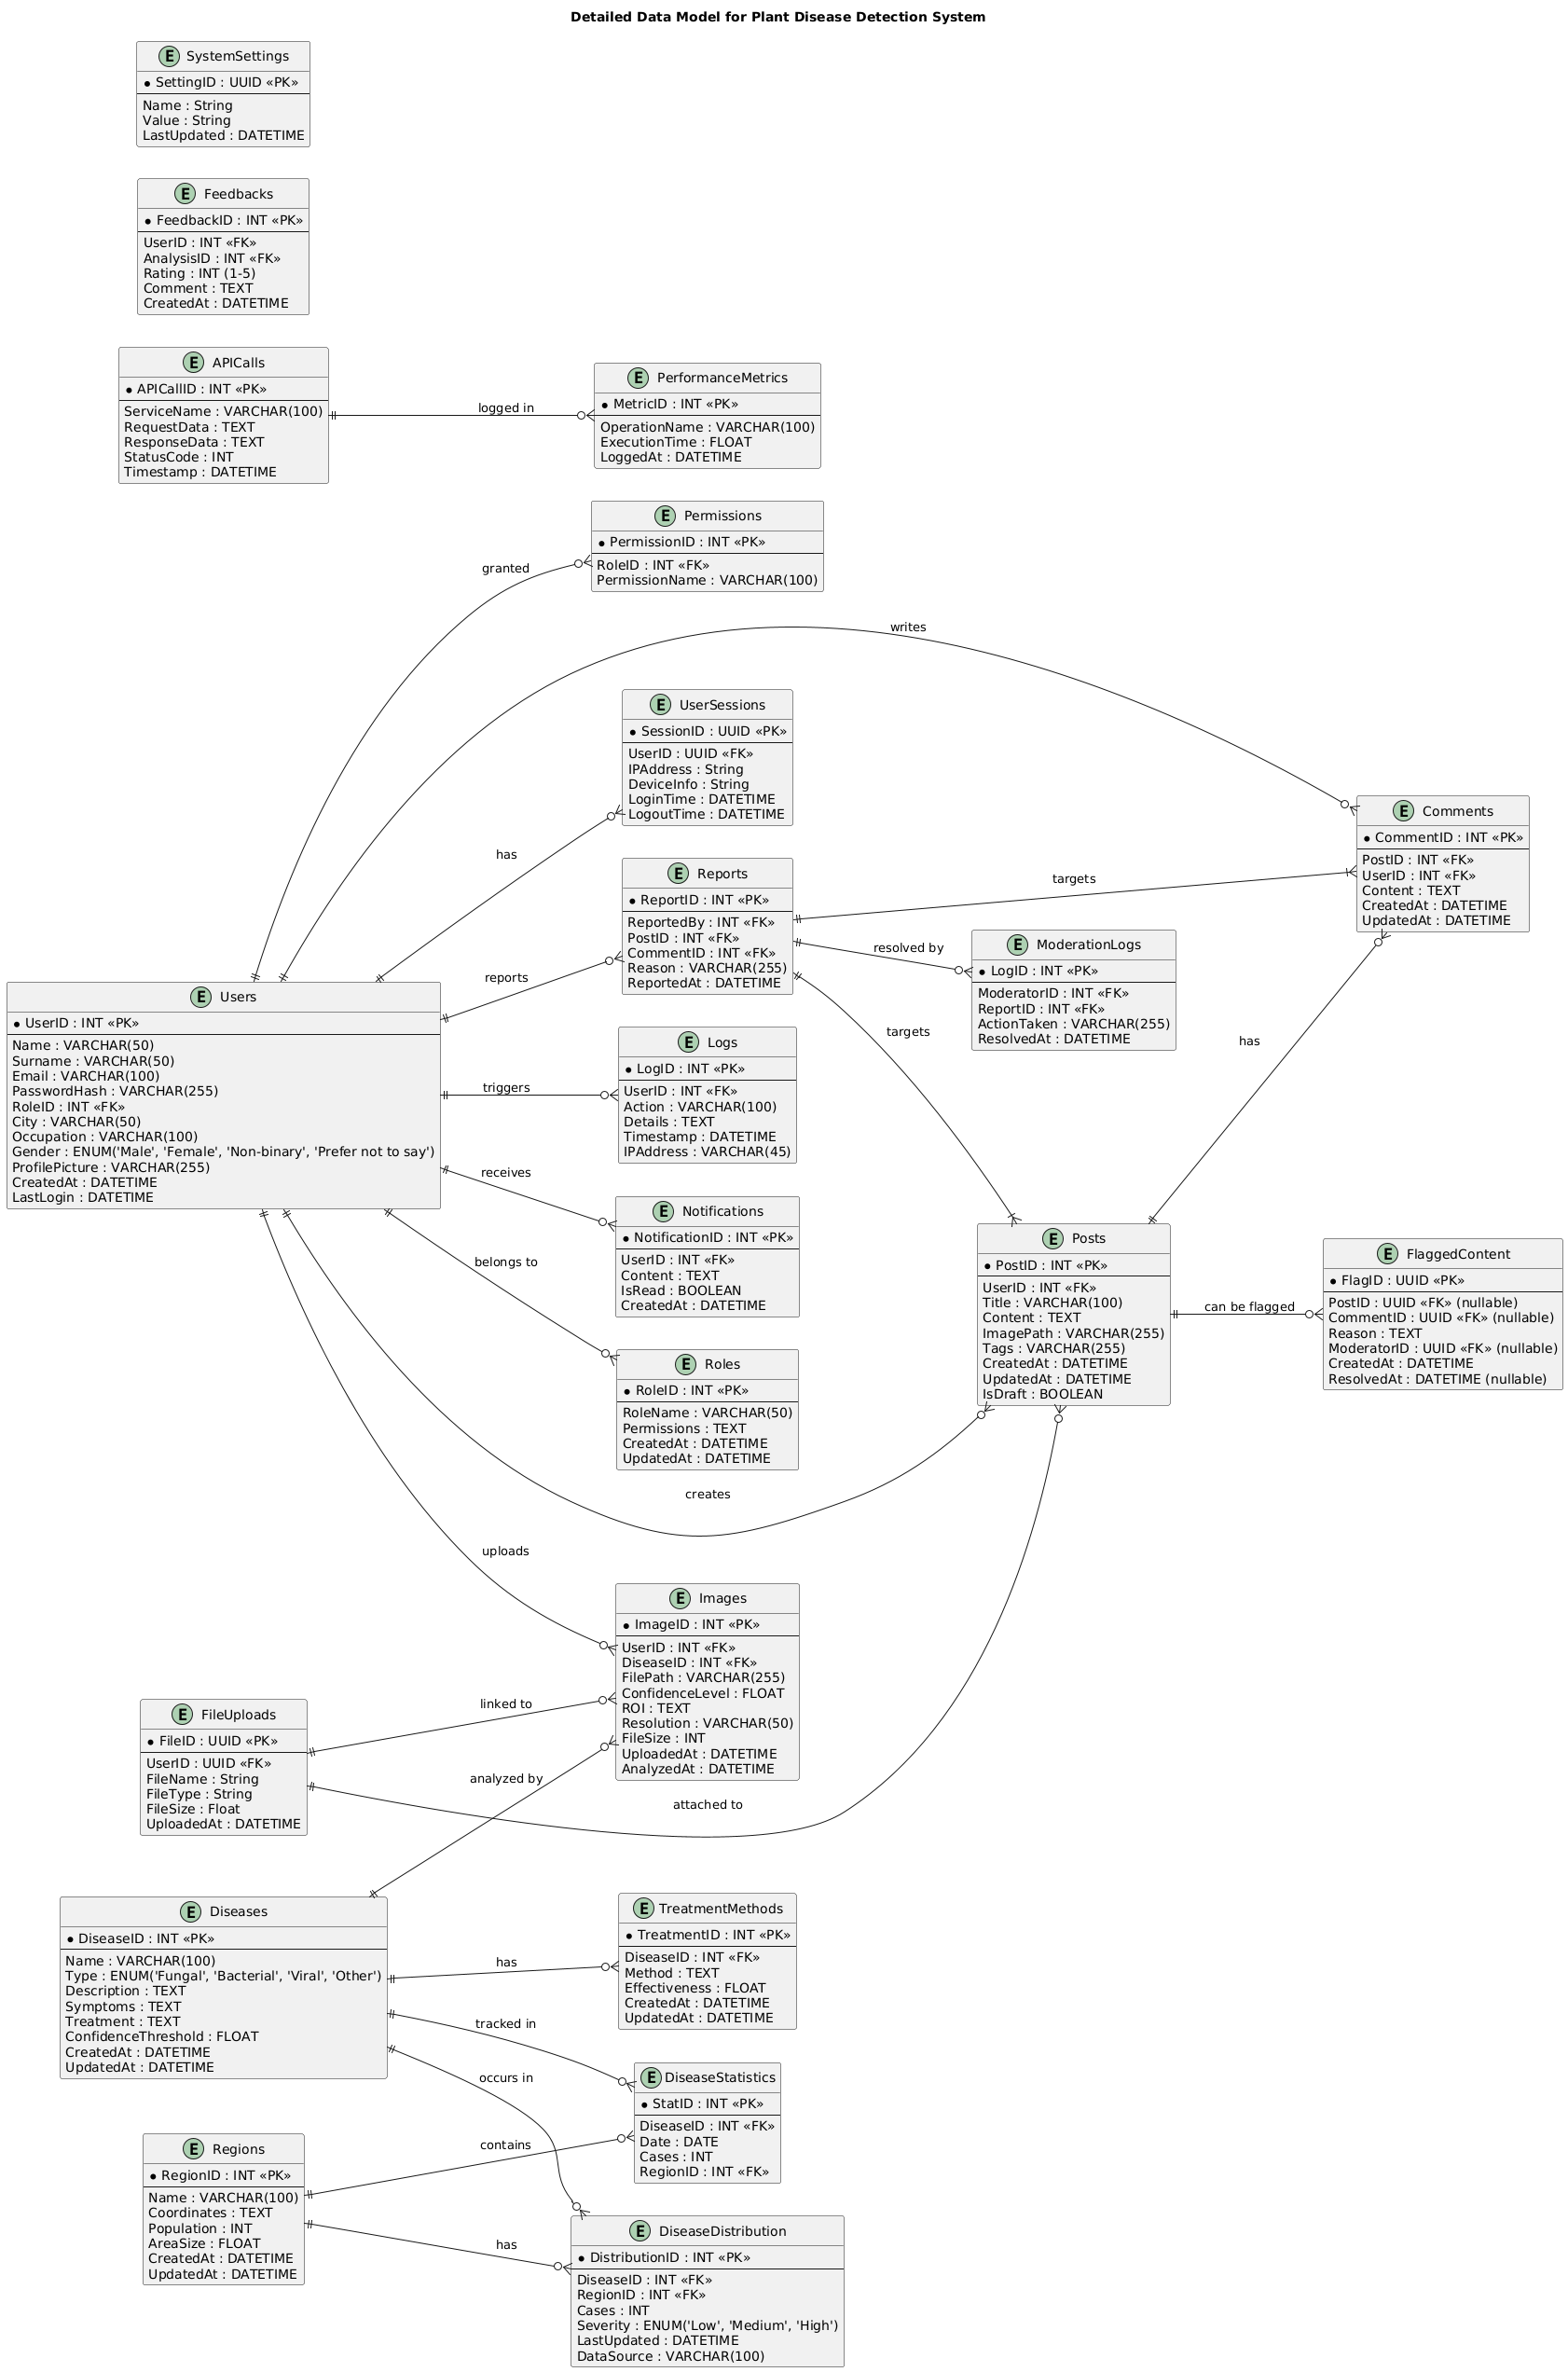 Detailed Data Model for Plant Disease Detection System
E SystemSettings
* SettingID : UUID «PK»
Name : String
Value : String
LastUpdated : DATETIME
E Feedbacks
* FeedbackID : INT «PK»
UserID : INT «FK»
AnalysisID : INT «FK»
Rating : INT (1-5)
Comment : TEXT
CreatedAt : DATETIME
E APICalls
* APICallID : INT «PK»
ServiceName : VARCHAR(100)
RequestData : TEXT
ResponseData : TEXT
StatusCode : INT
Timestamp : DATETIME
logged in
E PerformanceMetrics
* MetricID : INT «PK»
OperationName : VARCHAR(100)
ExecutionTime : FLOAT
LoggedAt : DATETIME
granted
E Permissions
* PermissionID : INT «PK»
RoleID : INT «FK»
PermissionName : VARCHAR(100)
writes
has
E UserSessions
* SessionID : UUID «PK»
UserID : UUID «FK»
IPAddress : String
DeviceInfo : String
LoginTime : DATETIME
LogoutTime : DATETIME
reports
E Reports
* ReportID : INT «PK»
ReportedBy : INT «FK»
PostID : INT «FK»
CommentID : INT «FK»
Reason : VARCHAR(255)
ReportedAt : DATETIME
targets
resolved by
targets
E Comments
* CommentID : INT «PK»
PostID : INT «FK»
UserID : INT «FK»
Content : TEXT
CreatedAt : DATETIME
UpdatedAt : DATETIME
E ModerationLogs
* LogID : INT «PK»
ModeratorID : INT «FK»
ReportID : INT «FK»
ActionTaken : VARCHAR(255)
ResolvedAt : DATETIME
has
E Users
* UserID : INT «PK»
Name : VARCHAR(50)
Surname : VARCHAR(50)
Email : VARCHAR(100)
PasswordHash : VARCHAR(255)
RoleID : INT «FK»
City : VARCHAR(50)
Occupation : VARCHAR(100)
Gender : ENUM('Male', 'Female', 'Non-binary', 'Prefer not to say')
ProfilePicture : VARCHAR(255)
CreatedAt : DATETIME
LastLogin : DATETIME
triggers
E Logs
* LogID : INT «PK»
UserID : INT «FK»
Action : VARCHAR(100)
Details : TEXT
Timestamp : DATETIME
IPAddress : VARCHAR(45)
receives
E Notifications
* NotificationID : INT «PK»
UserID : INT «FK»
Content : TEXT
IsRead : BOOLEAN
CreatedAt : DATETIME
belongs to
E Roles
* RoleID : INT «PK»
RoleName : VARCHAR(50)
Permissions : TEXT
CreatedAt : DATETIME
UpdatedAt : DATETIME
E Posts
* PostID : INT «PK»
UserID : INT «FK»
Title : VARCHAR(100)
Content : TEXT
ImagePath : VARCHAR(255)
Tags : VARCHAR(255)
CreatedAt : DATETIME
UpdatedAt : DATETIME
IsDraft : BOOLEAN
can be flagged
E FlaggedContent
* FlagID : UUID «PK»
PostID : UUID «FK» (nullable)
CommentID : UUID «FK» (nullable)
Reason : TEXT
ModeratorID : UUID «FK» (nullable)
CreatedAt : DATETIME
ResolvedAt : DATETIME (nullable)
creates
uploads
E Images
* ImageID : INT «PK»
UserID : INT «FK»
DiseaseID : INT «FK»
FilePath : VARCHAR(255)
ConfidenceLevel : FLOAT
ROI : TEXT
Resolution : VARCHAR(50)
FileSize : INT
UploadedAt : DATETIME
AnalyzedAt : DATETIME
E FileUploads
* FileID : UUID «PK»
UserID : UUID «FK»
FileName : String
FileType : String
FileSize : Float
UploadedAt : DATETIME
linked to
analyzed by
attached to
E Diseases
* DiseaseID : INT «PK»
Name : VARCHAR(100)
Type : ENUM('Fungal', 'Bacterial', 'Viral', 'Other')
Description : TEXT
Symptoms : TEXT
Treatment : TEXT
ConfidenceThreshold : FLOAT
CreatedAt : DATETIME
UpdatedAt : DATETIME
has
E TreatmentMethods
* TreatmentID : INT «PK»
DiseaseID : INT «FK»
Method : TEXT
Effectiveness : FLOAT
CreatedAt : DATETIME
UpdatedAt : DATETIME
tracked in
occurs in
E DiseaseStatistics
* StatID : INT «PK»
DiseaseID : INT «FK»
Date : DATE
Cases : INT
RegionID : INT «FK»
E Regions
* RegionID : INT «PK»
Name : VARCHAR(100)
Coordinates : TEXT
Population : INT
AreaSize : FLOAT
CreatedAt : DATETIME
UpdatedAt : DATETIME
contains
has
E DiseaseDistribution
* DistributionID : INT «PK»
DiseaseID : INT «FK»
RegionID : INT «FK»
Cases : INT
Severity : ENUM('Low', 'Medium', 'High')
LastUpdated : DATETIME
DataSource : VARCHAR(100)